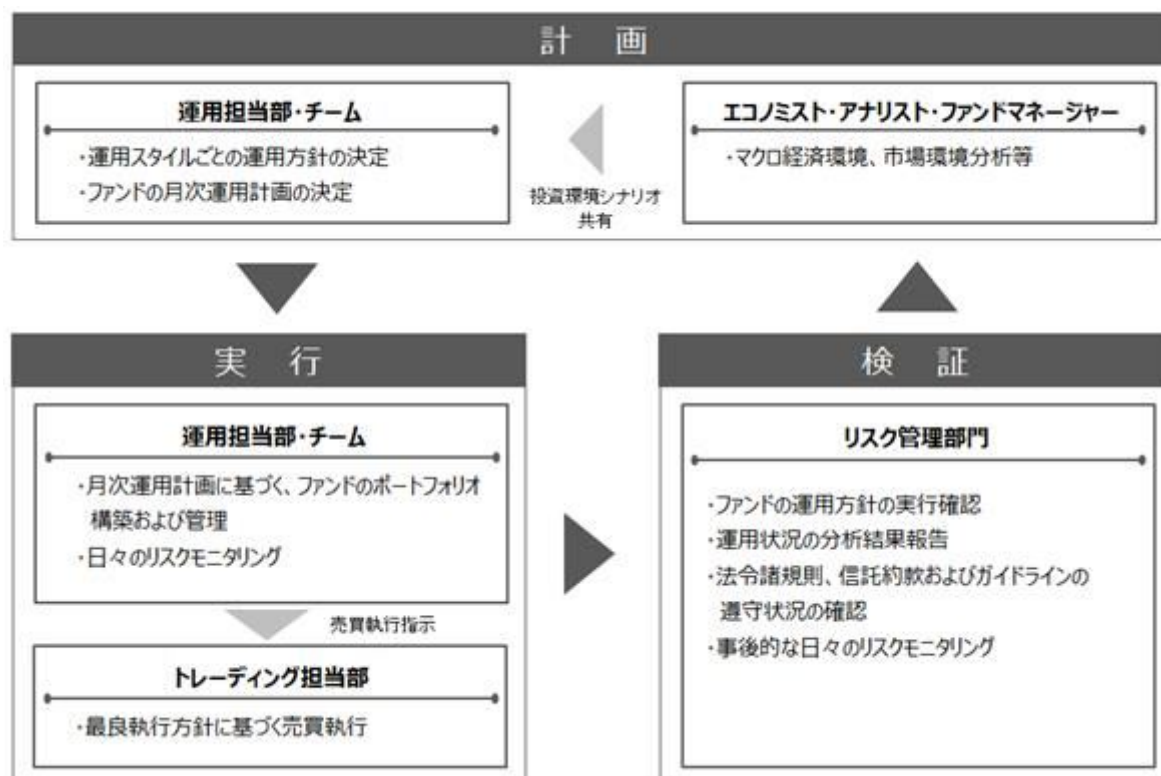 計 画
運用担当部・チーム
・運用スタイルごとの運用方針の決定
・ファンドの月次運用計画の決定
投資環境シナリオ
共有
エコノミスト・アナリスト・ファンドマネージャー
・マクロ経済環境、市場環境分析等
実 行
運用担当部・チーム
・月次運用計画に基づく、ファンドのポートフォリオ
構築および管理
・日々のリスクモニタリング
売買執行指示
トレーディング担当部
・最良執行方針に基づく売買執行
検 証
リスク管理部門
・ファンドの運用方針の実行確認
・運用状況の分析結果報告
・法令諸規則、信託約款およびガイドラインの
遵守状況の確認
・事後的な日々のリスクモニタリング